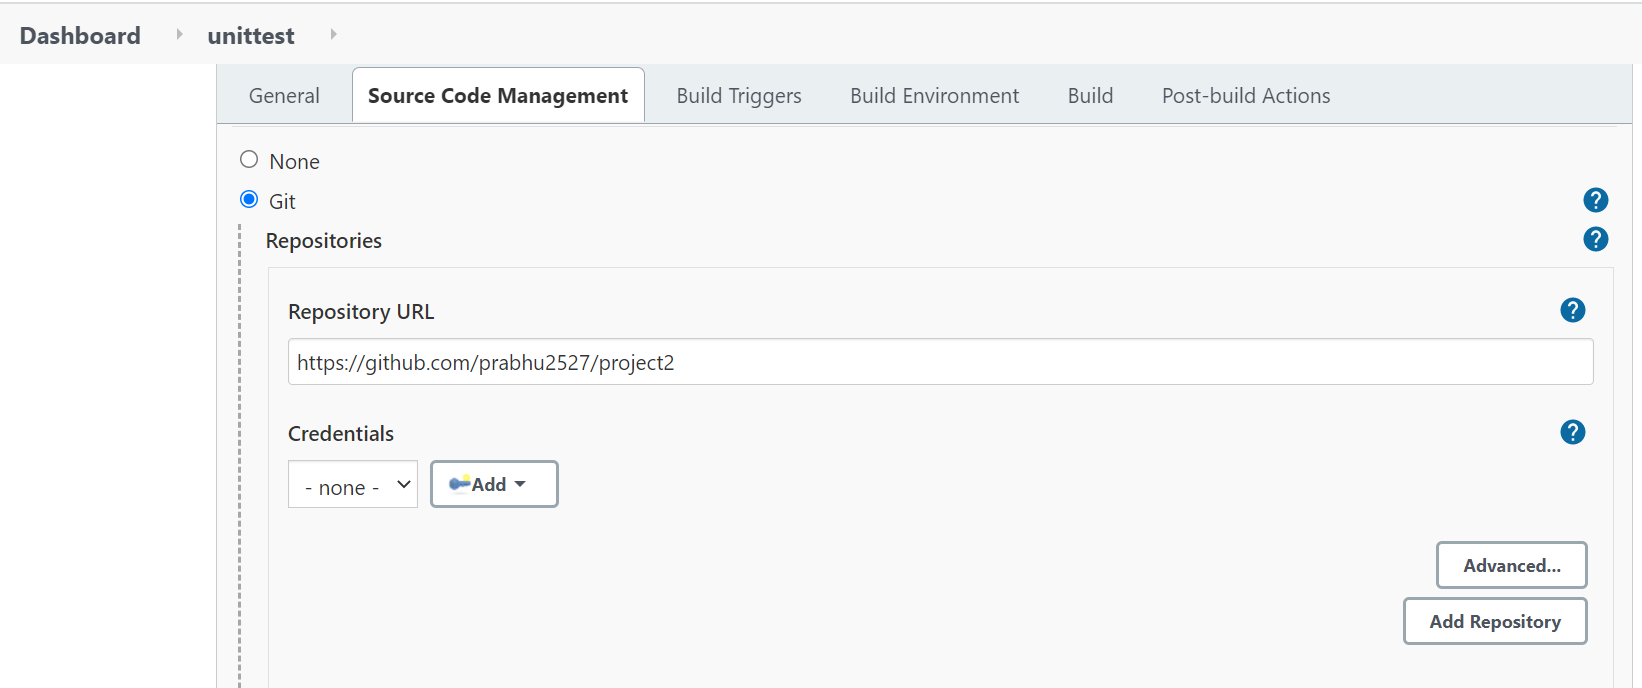 Dashboard unittest
General Source Code Management Build Triggers Build Environment Build Post-build Actions
None
Git ?
Repositories ?
Repository URL ?
https://github.com/prabhu2527/project2
Credentials ?
- none - Add
Advanced...
Add Repository